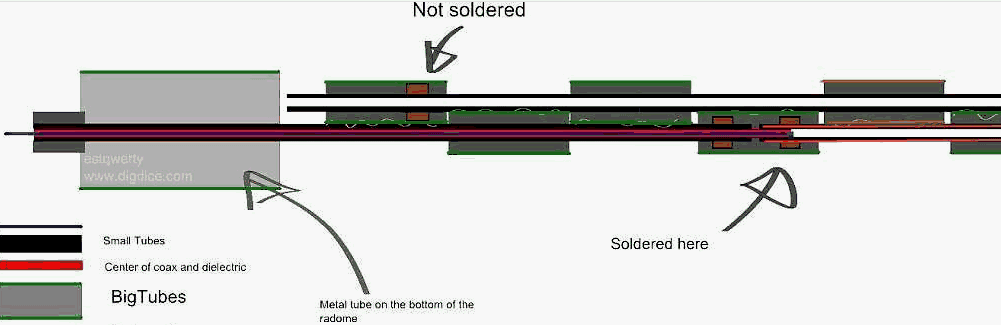 Not soldered
estqwerty
www.digdice.com
Soldered here
Small Tubes
Center of coax and dielectric
BigTubes
Metal tube on the bottom of the
radome